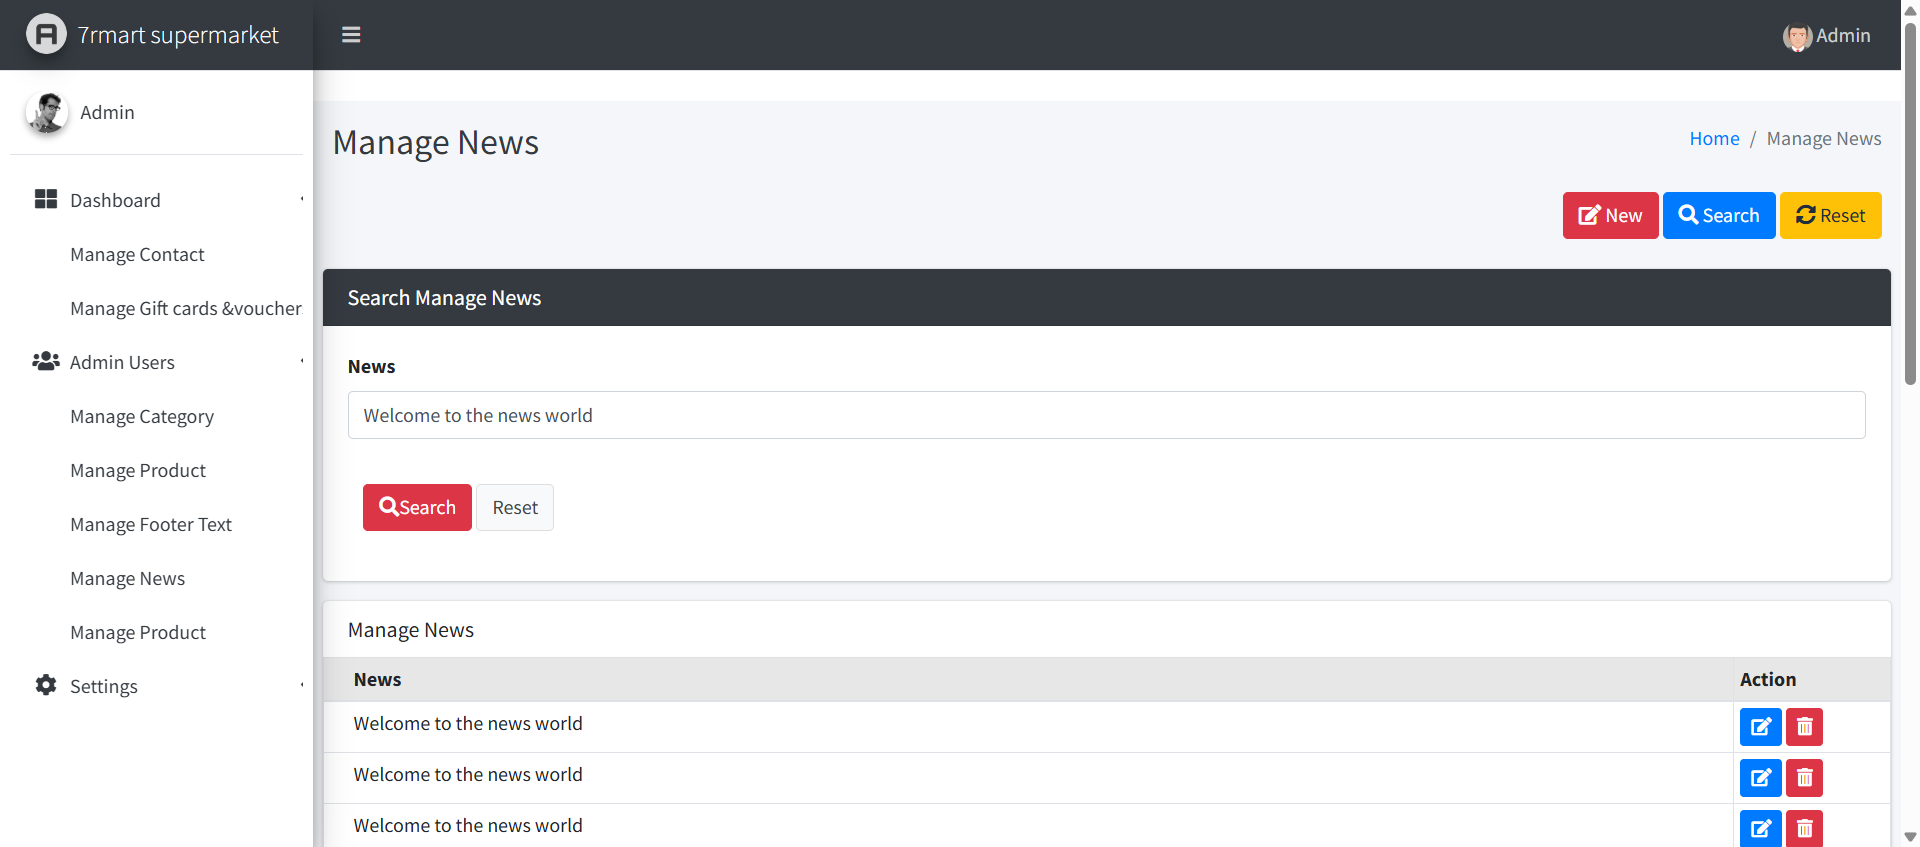 7rmart supermarket
Admin
Admin
Dashboard
Manage Contact
Manage Gift cards &voucher
Admin Users
Manage Category
Manage Product
Manage Footer Text
Manage News
Manage Product
Settings
Manage News
Home / Manage News
New Search Reset
Search Manage News
News
Welcome to the news world
Search Reset
Manage News
News Action
Welcome to the news world
Welcome to the news world
Welcome to the news world